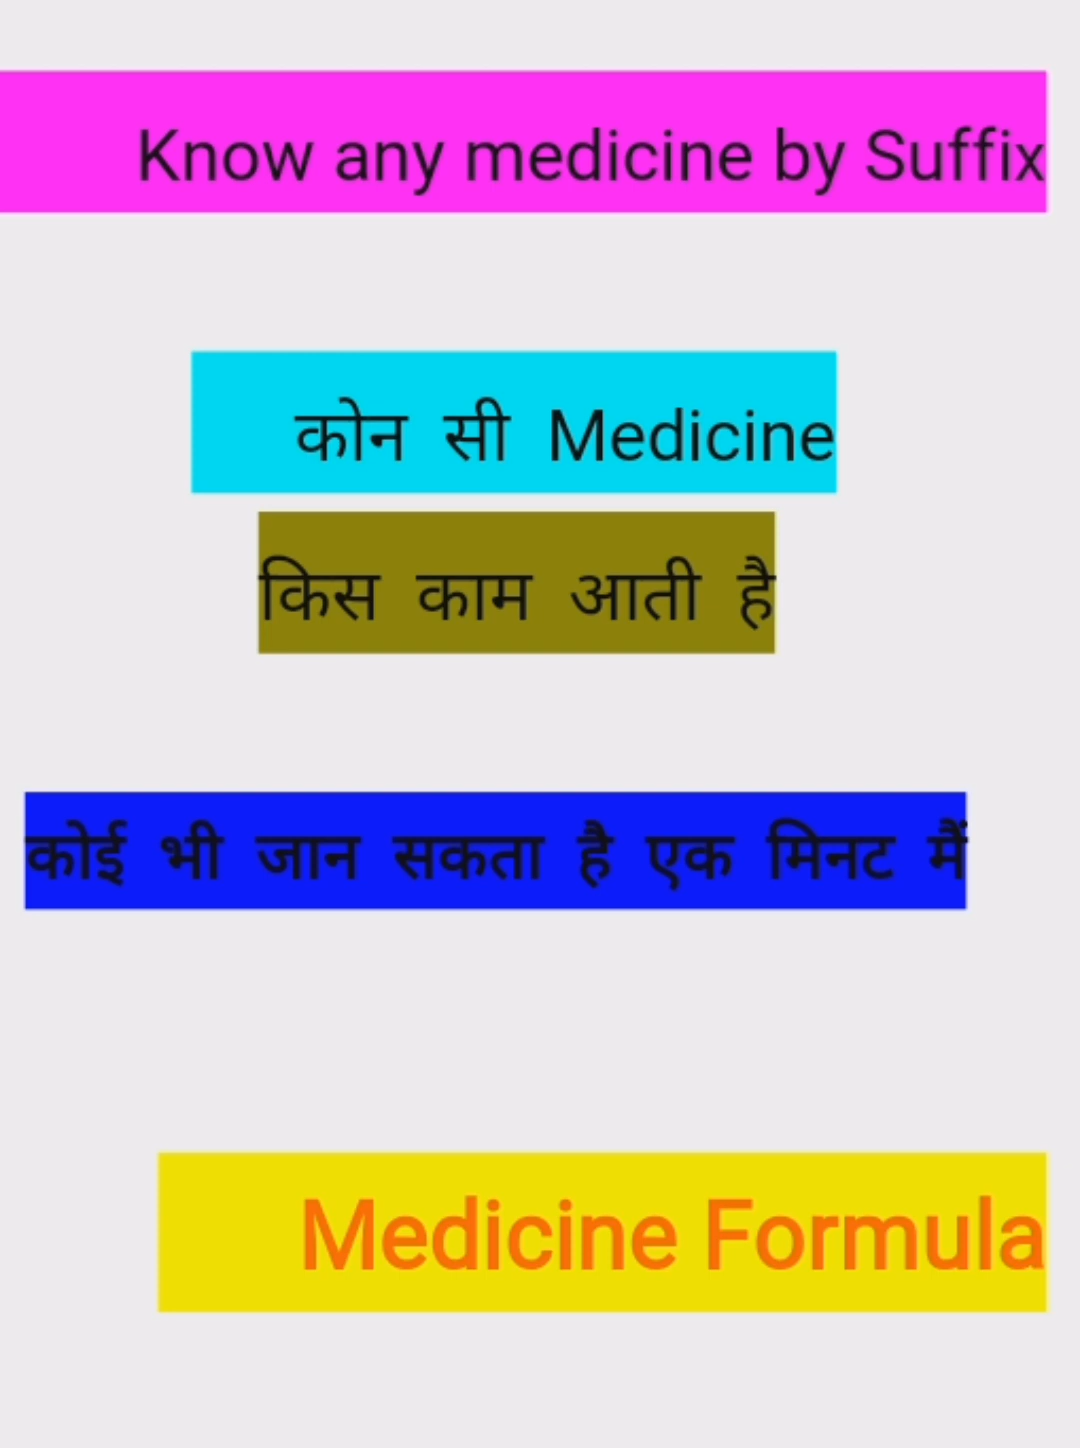 Know any medicine by Suffix
कोन सी Medicine
किस काम आती है
कोई भी जान सकता है एक मिनट मैं
Medicine Formula